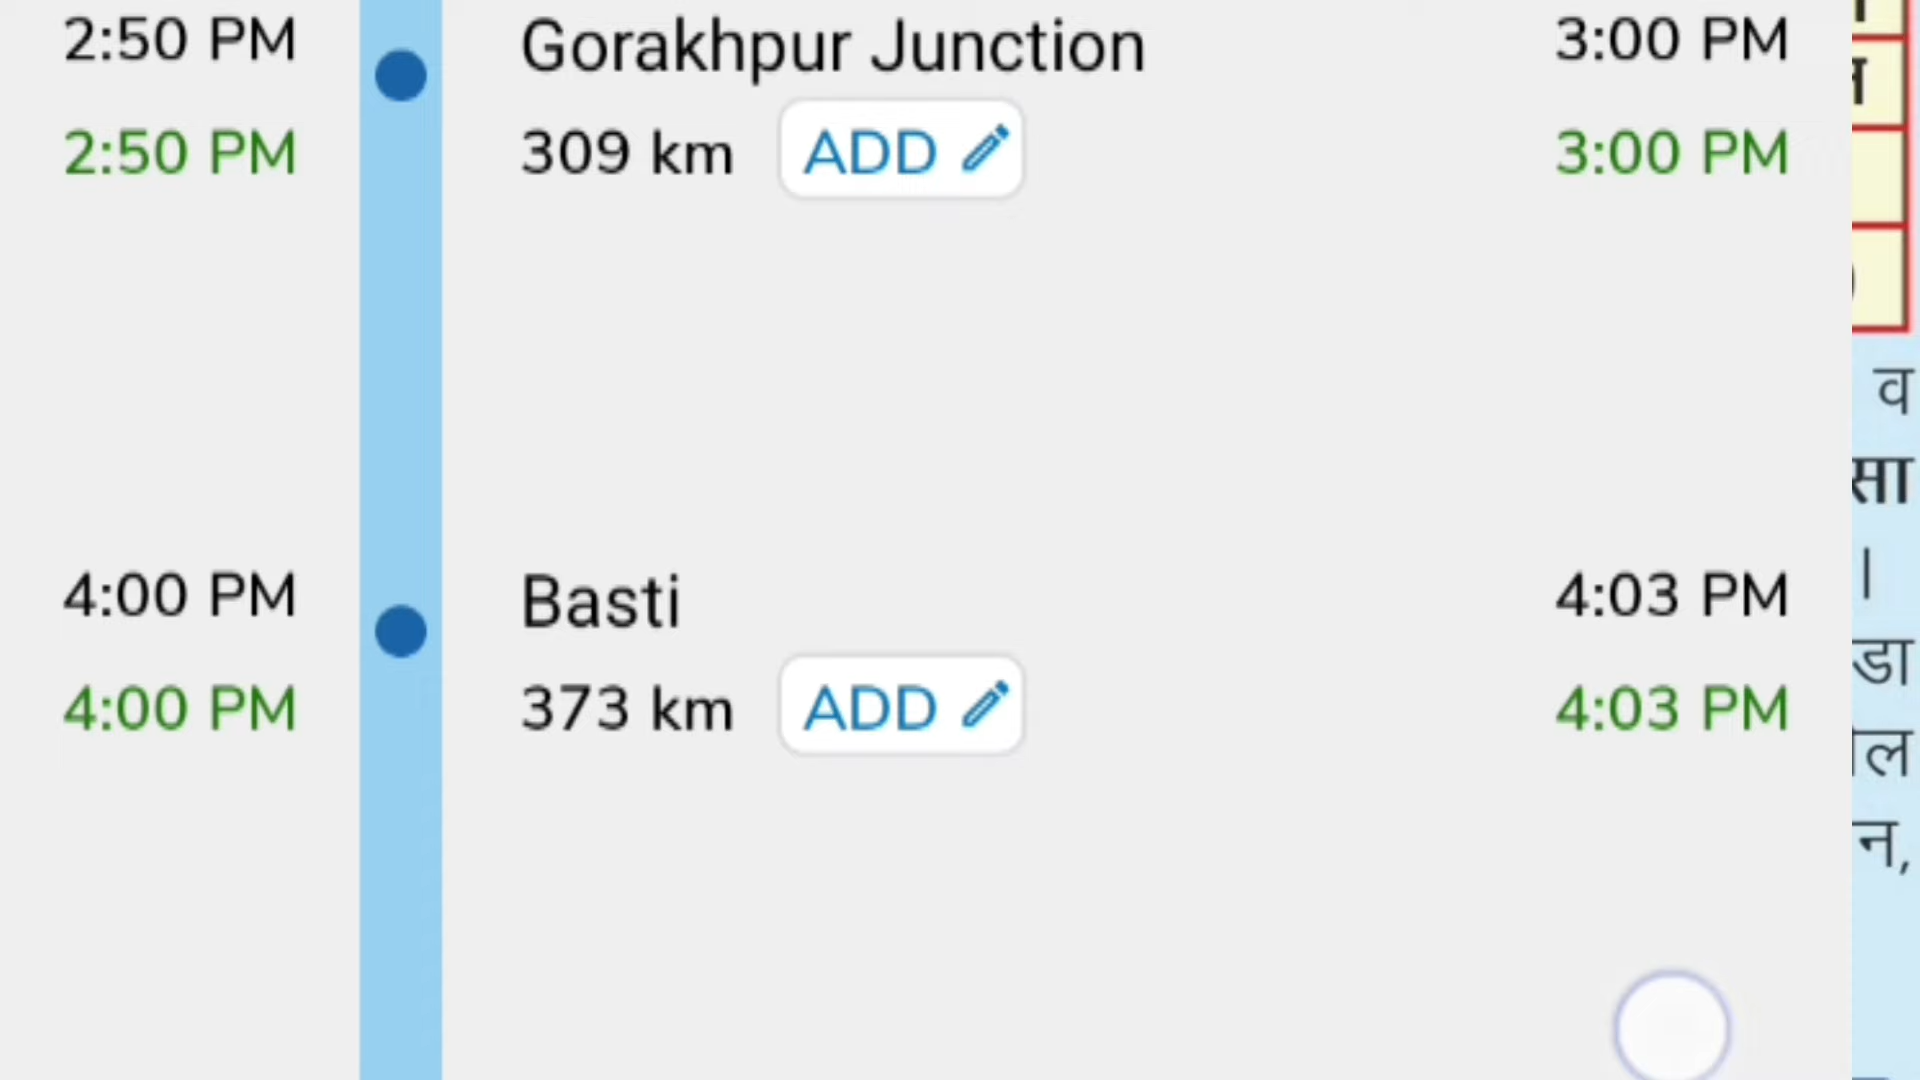 2:50 PM Gorakhpur Junction 3:00 PM
2:50 PM 309 km ADD 3:00 PM
4:00 PM Basti 4:03 PM
4:00 PM 373 km ADD 4:03 PM
व
सा
।
डा
ल
न,